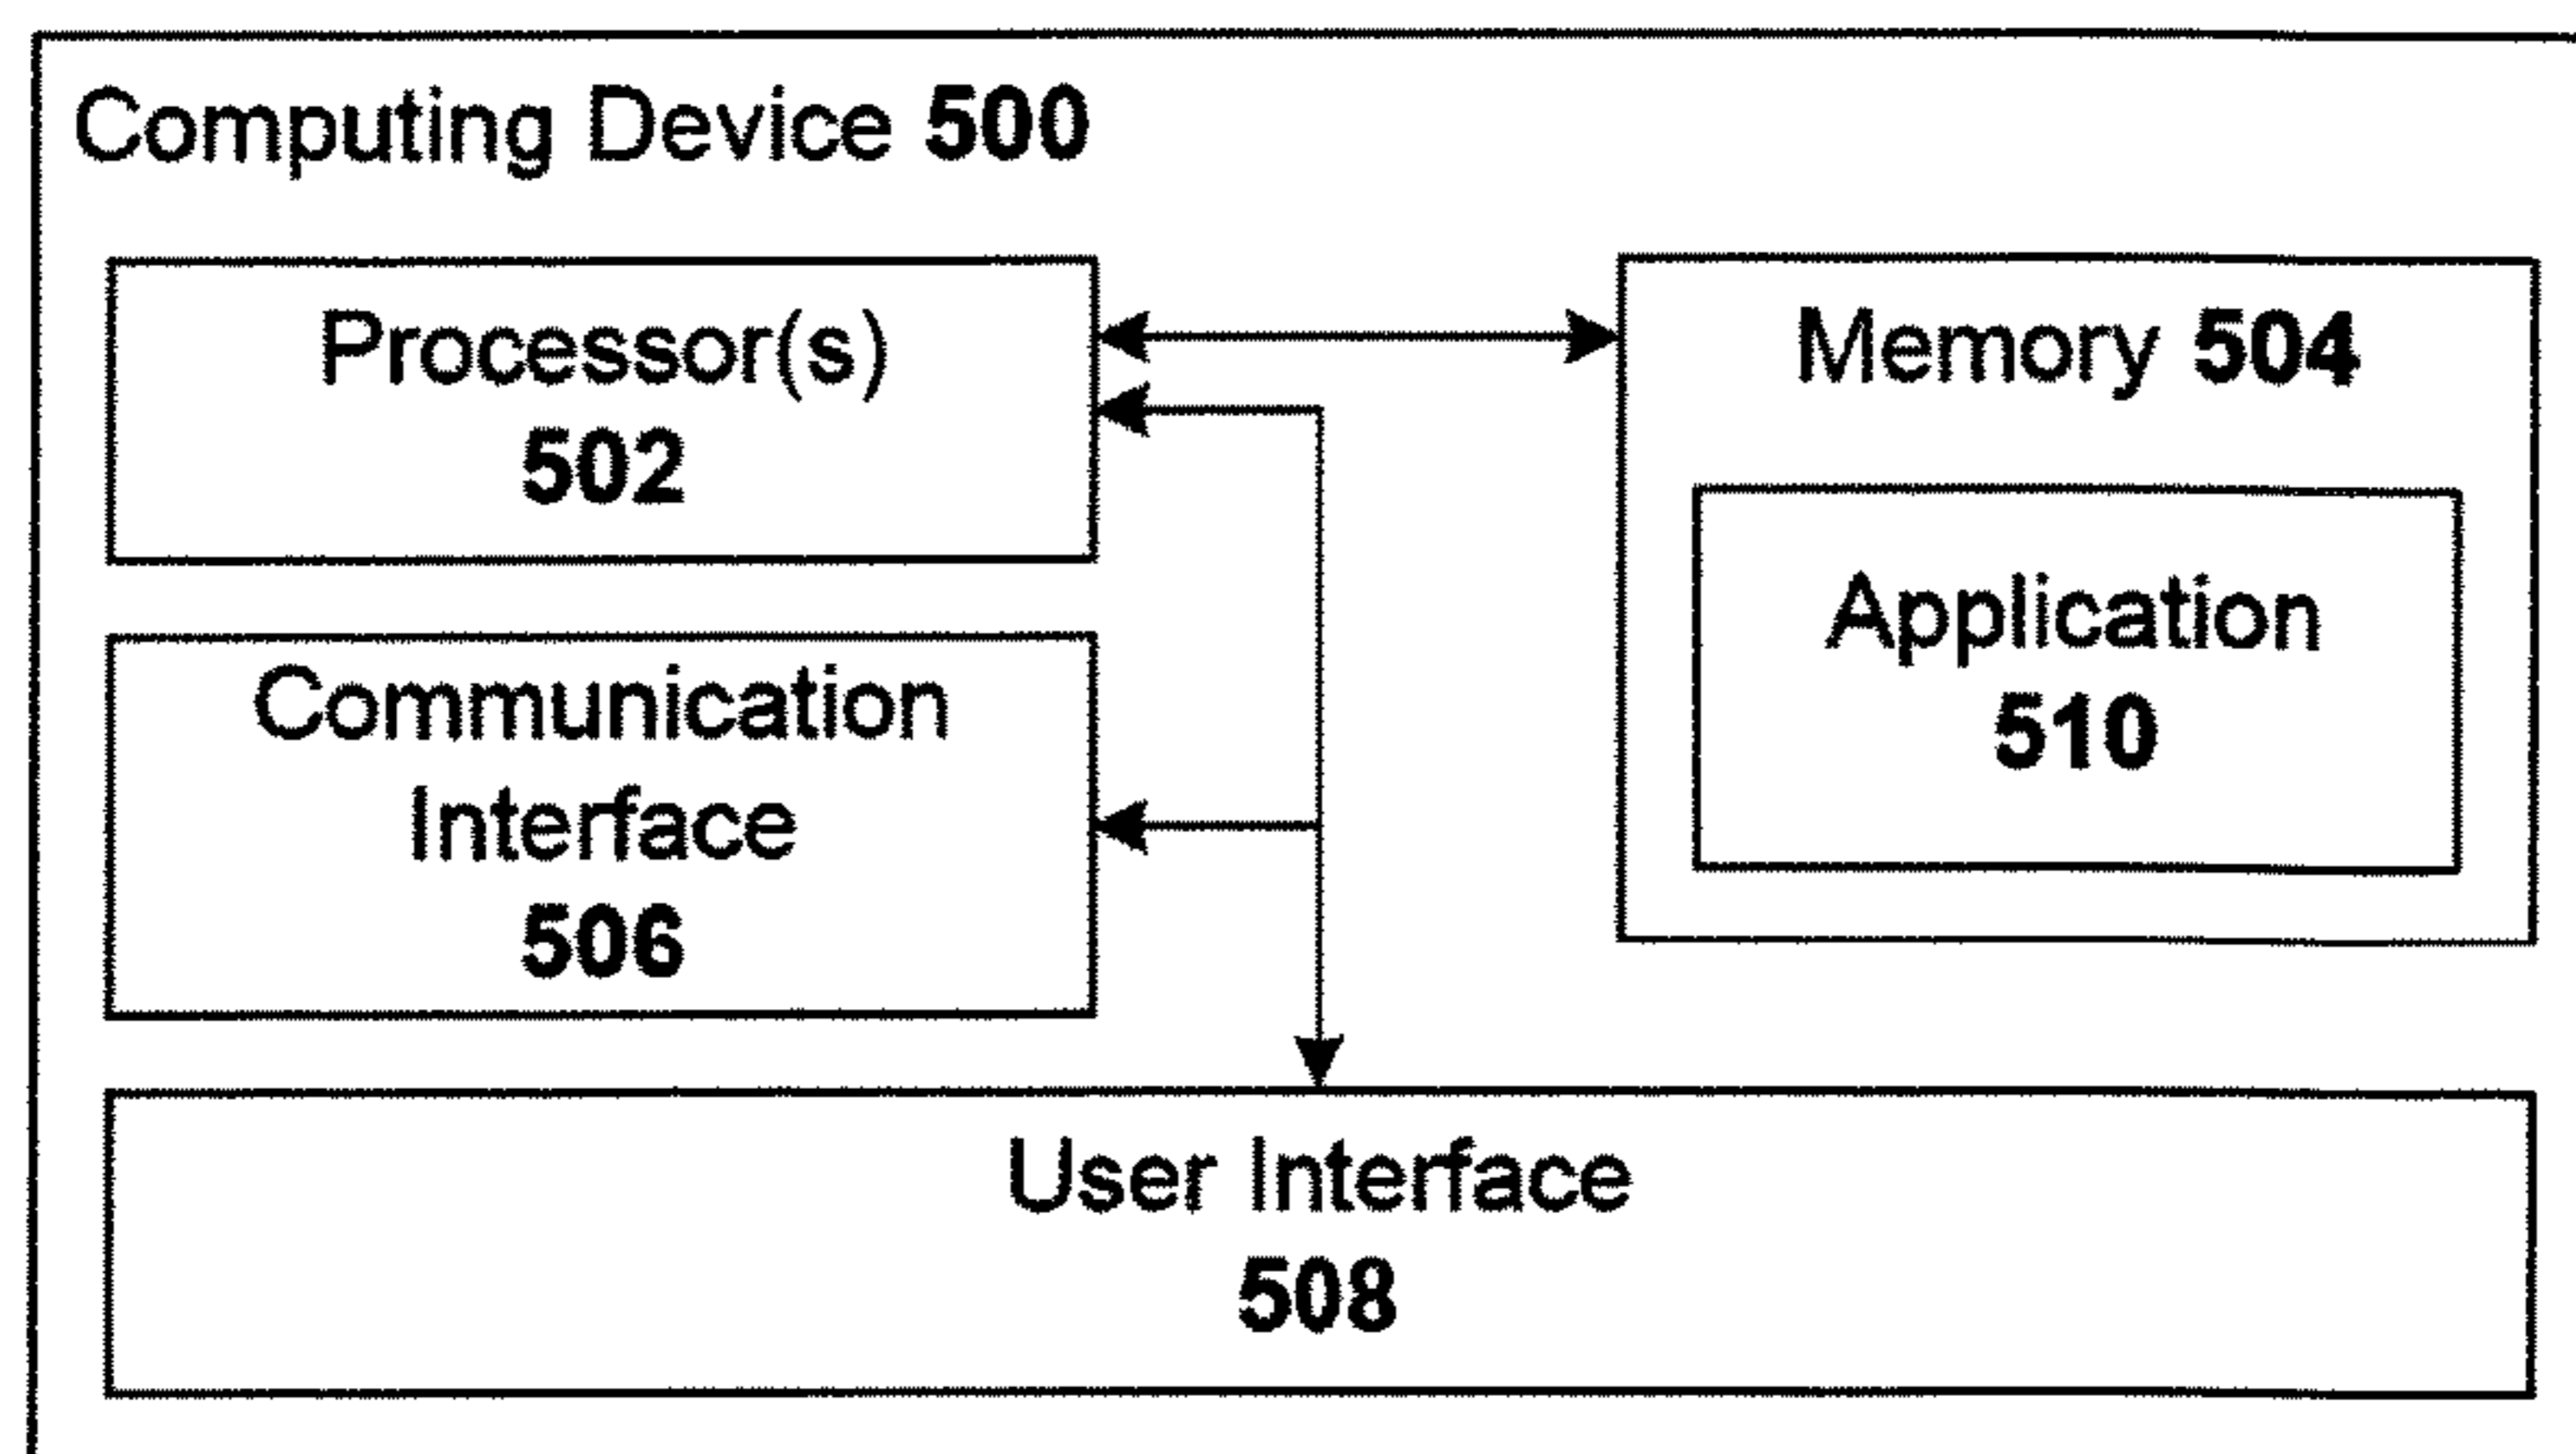 Computing Device 500
Processor(s)
502
Memory 504
Application
510
Communication
Interface
506
User Interface
508